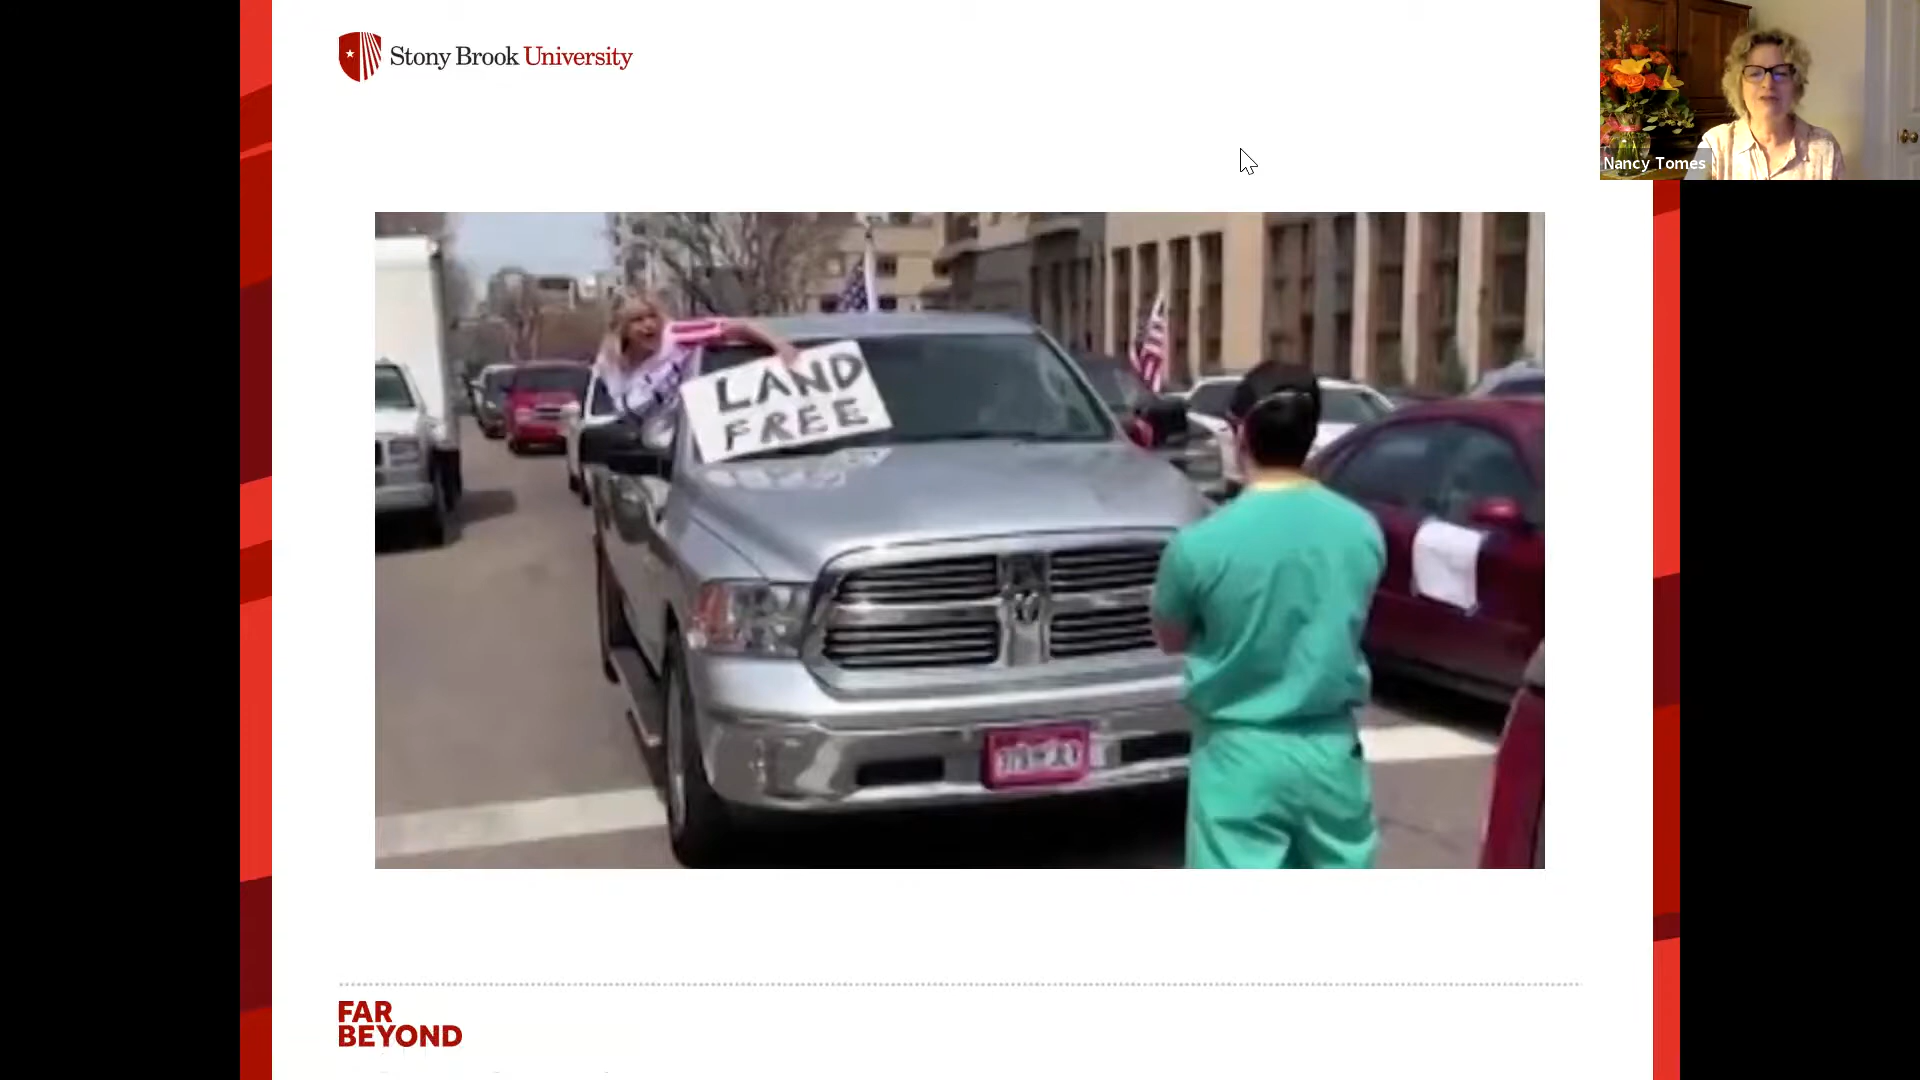 Stony Brook University
Nancy Tomes
LAND
FREE
FAR
BEYOND